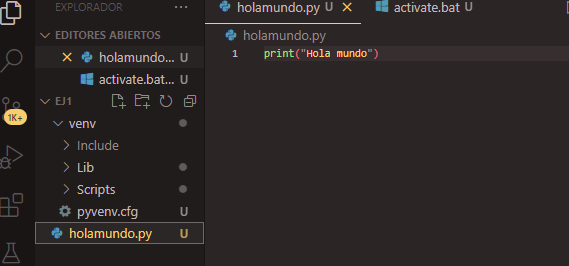 EXPLORADOR
EDITORES ABIERTOS
holamundo... U
activate.bat... U
EJ1
venv
Include
Lib
Scripts
pyvenv.cfg U
holamundo.py U
1K+
holamundo.py U
activate.bat U
holamundo.py
1 print("Hola mundo")